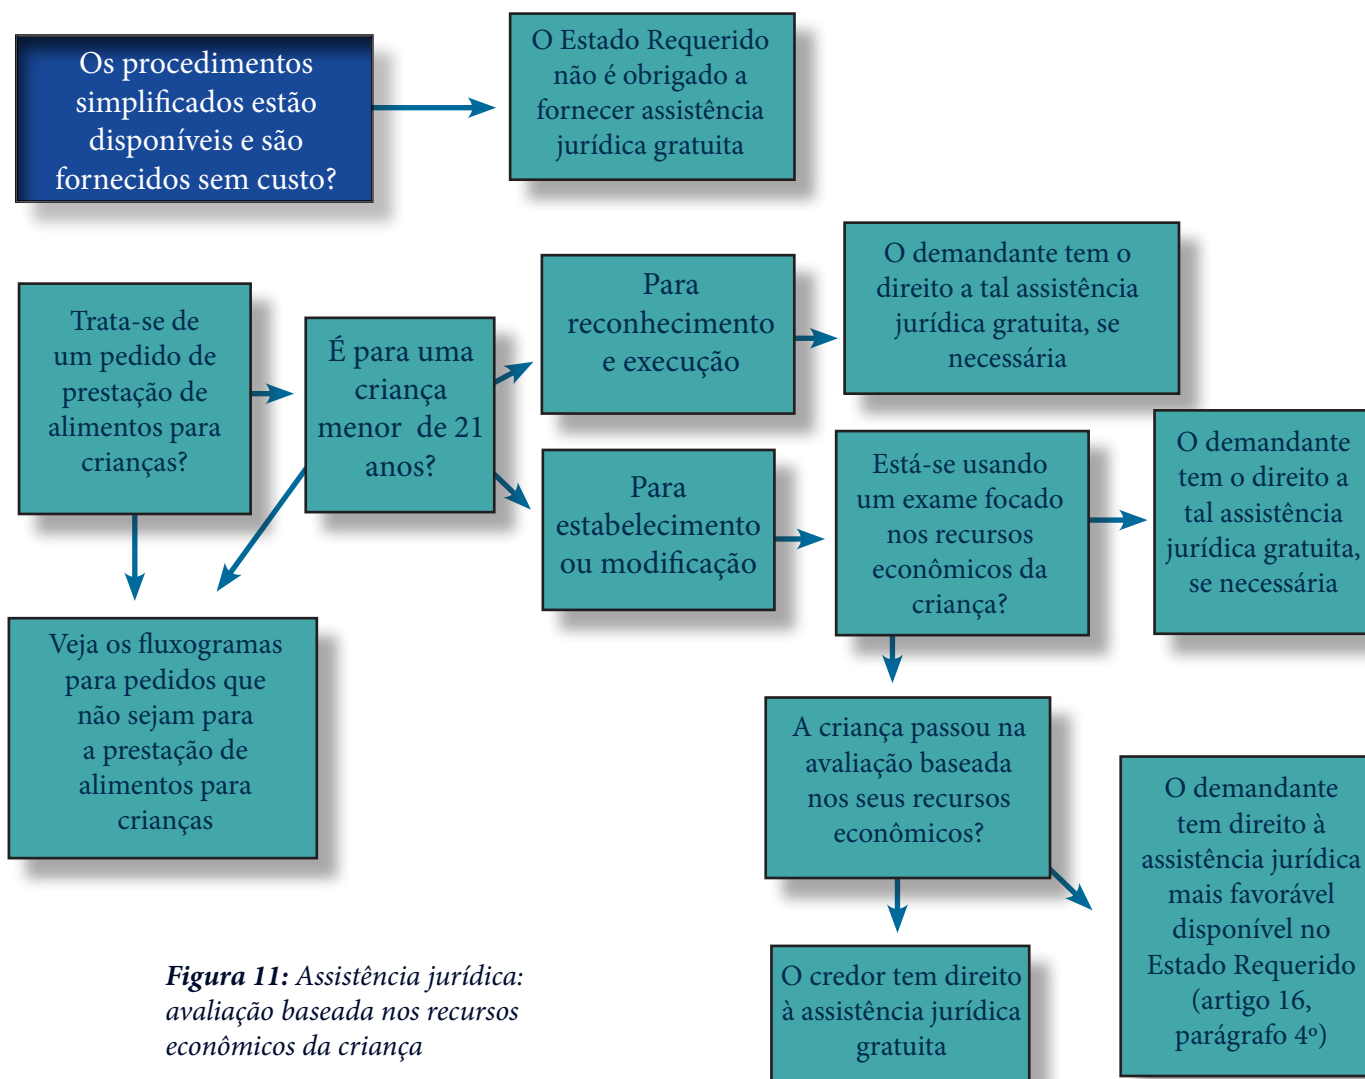 Os procedimentos
simplificados estão
disponíveis e são
fornecidos sem custo?
O Estado Requerido
não é obrigado a
fornecer assistência
jurídica gratuita
Trata-se de
um pedido de
prestação de
alimentos para
crianças?
É para uma
criança
menor de 21
anos?
Para
reconhecimento
e execução
O demandante tem o
direito a tal assistência
jurídica gratuita, se
necessária
Para
estabelecimento
ou modificação
Está-se usando
um exame focado
nos recursos
econômicos da
criança?
O demandante
tem o direito a
tal assistência
jurídica gratuita,
se necessária
Veja os fluxogramas
para pedidos que
não sejam para
a prestação de
alimentos para
crianças
A criança passou na
avaliação baseada
nos seus recursos
econômicos?
O demandante
tem direito à
assistência jurídica
mais favorável
disponível no
Estado Requerido
(artigo 16,
parágrafo 4º)
O credor tem direito
à assistência jurídica
gratuita
Figura 11: Assistência jurídica:
avaliação baseada nos recursos
econômicos da criança